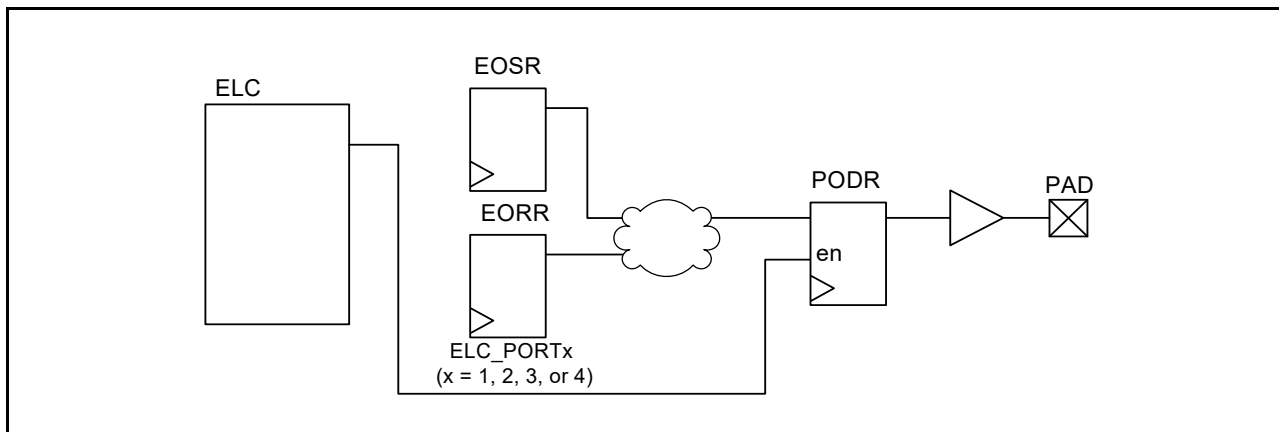 ELC
EOSR
EORR
ELC_PORTx
(x = 1, 2, 3, or 4)
PODR
en
PAD